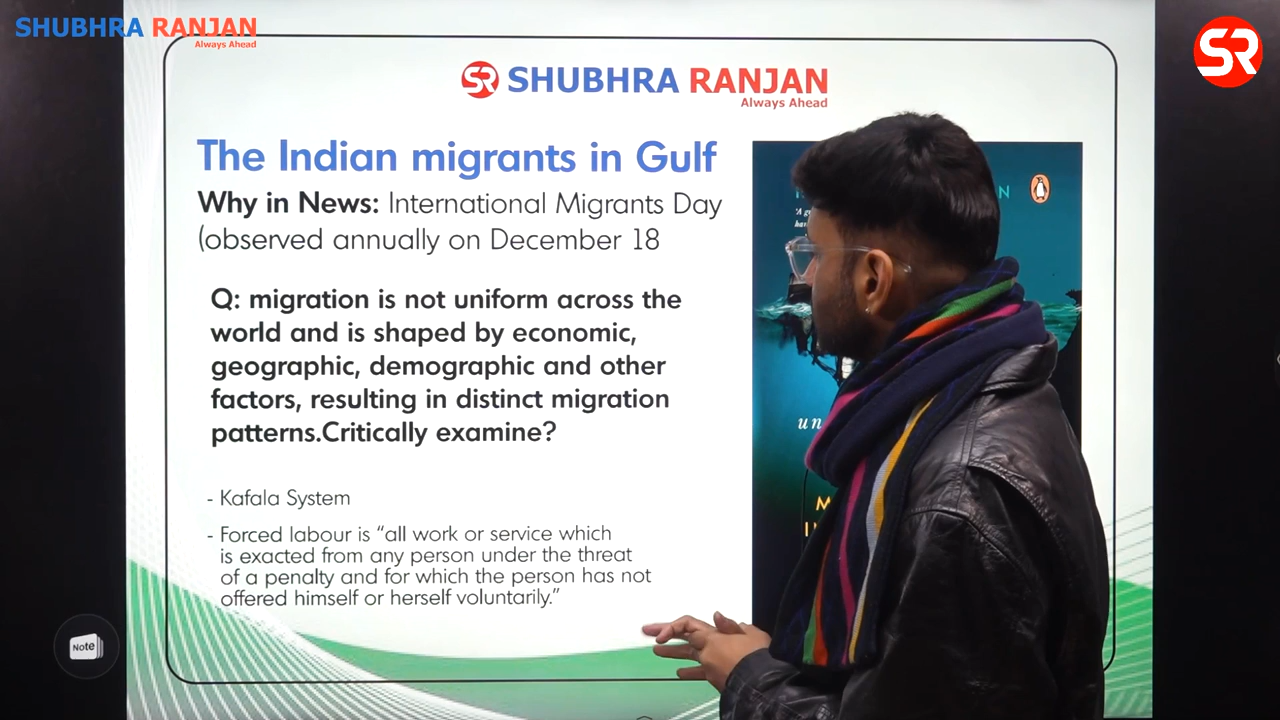 SHUBHRA RANJAN
Always Ahead
SR
SR SHUBHRA RANJAN
Always Ahead
The Indian migrants in Gulf
Why in News: International Migrants Day
(observed annually on December 18
Q: migration is not uniform across the
world and is shaped by economic,
geographic, demographic and other
factors, resulting in distinct migration
patterns.Critically examine?
- Kafala System
- Forced labour is “all work or service which
is exacted from any person under the threat
of a penalty and for which the person has not
offered himself or herself voluntarily.”
Note